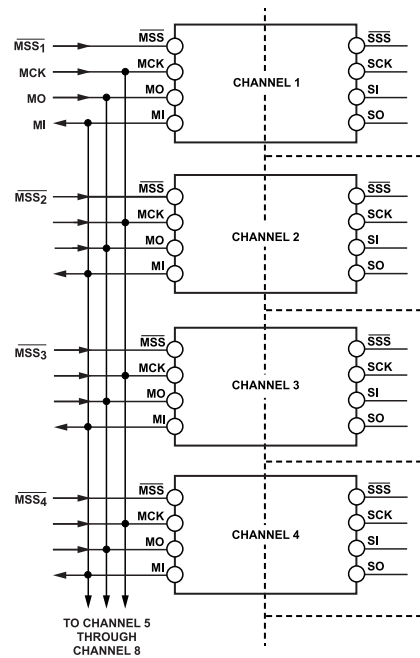 MSS1 MSS SSS
MCK MCK CHANNEL 1 SCK
MO MO SI
MI MI SO
MSS2 MSS SSS
MCK CHANNEL 2 SCK
MO SI
MI SO
MSS3 MSS SSS
MCK CHANNEL 3 SCK
MO SI
MI SO
MSS4 MSS SSS
MCK CHANNEL 4 SCK
MO SI
MI SO
TO CHANNEL 5
THROUGH
CHANNEL 8